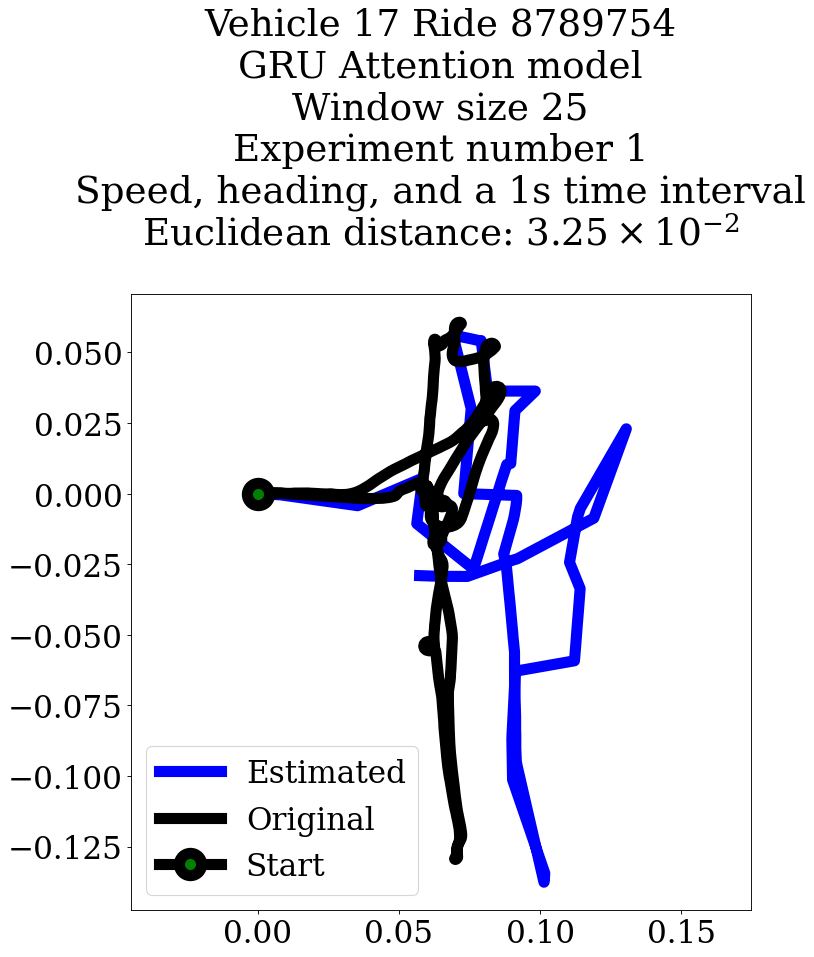 Vehicle 17 Ride 8789754
GRU Attention model
Window size 25
Experiment number 1
Speed, heading, and a 1s time interval
Euclidean distance: 3.25 × 10⁻²
0.050
0.025
0.000
−0.025
−0.050
−0.075
−0.100
−0.125
Estimated
Original
Start
0.00 0.05 0.10 0.15